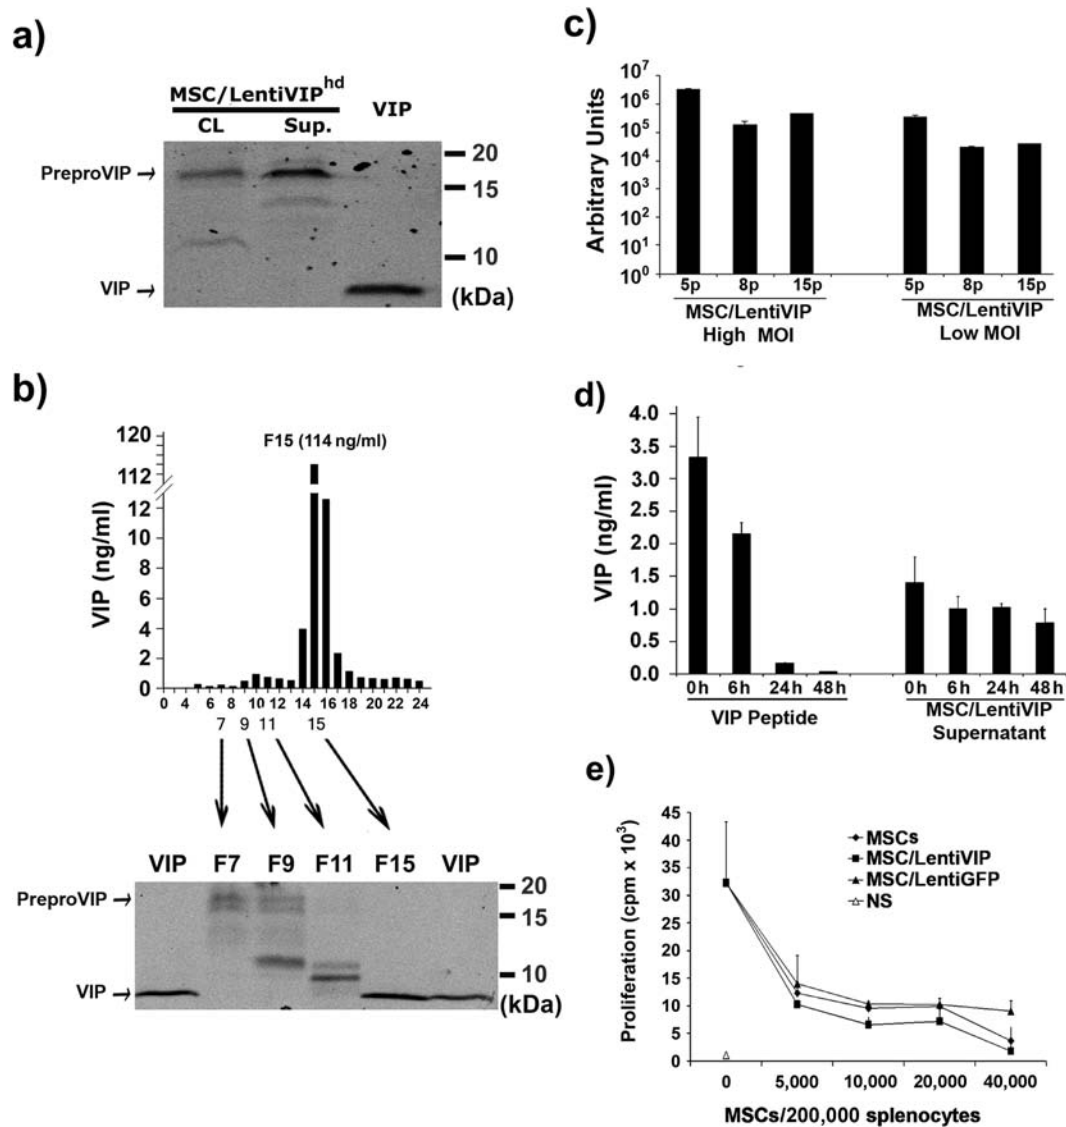 a)
MSC/LentiVIP^hd
VIP
CL Sup.
PreproVIP →
VIP →
20
15
10
(kDa)
b)
VIP (ng/ml)
120
112
12
10
8
6
4
2
0
F15 (114 ng/ml)
0 2 4 6 8 10 12 14 16 18 20 22 24
7 9 11 15
VIP F7 F9 F11 F15 VIP
PreproVIP →
VIP →
20
15
10
(kDa)
c)
Arbitrary Units
10^7
10^6
10^5
10^4
10^3
10^2
10^1
10^0
5p 8p 15p 5p 8p 15p
MSC/LentiVIP MSC/LentiVIP
High MOI Low MOI
d)
VIP (ng/ml)
4.0
3.5
3.0
2.5
2.0
1.5
1.0
0.5
0.0
0h 6h 24h 48h 0h 6h 24h 48h
VIP Peptide
MSC/LentiVIP
Supernatant
e)
Proliferation (cpm x 10^3)
45
40
35
30
25
20
15
10
5
0
MSCs
MSC/LentiVIP
MSC/LentiGFP
NS
0 5,000 10,000 20,000 40,000
MSCs/200,000 splenocytes